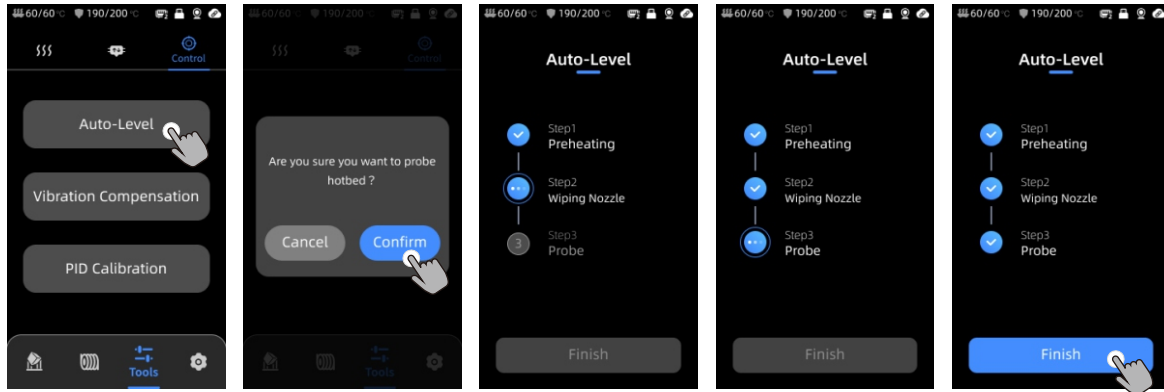 60/60°C 190/200°C
Control
Auto-Level
Vibration Compensation
PID Calibration
Tools
60/60°C 190/200°C
Control
Are you sure you want to probe
hotbed ?
Cancel Confirm
Tools
60/60°C 190/200°C
Auto-Level
Step1
Preheating
Step2
Wiping Nozzle
3 Step3
Probe
Finish
60/60°C 190/200°C
Auto-Level
Step1
Preheating
Step2
Wiping Nozzle
Step3
Probe
Finish
60/60°C 190/200°C
Auto-Level
Step1
Preheating
Step2
Wiping Nozzle
Step3
Probe
Finish